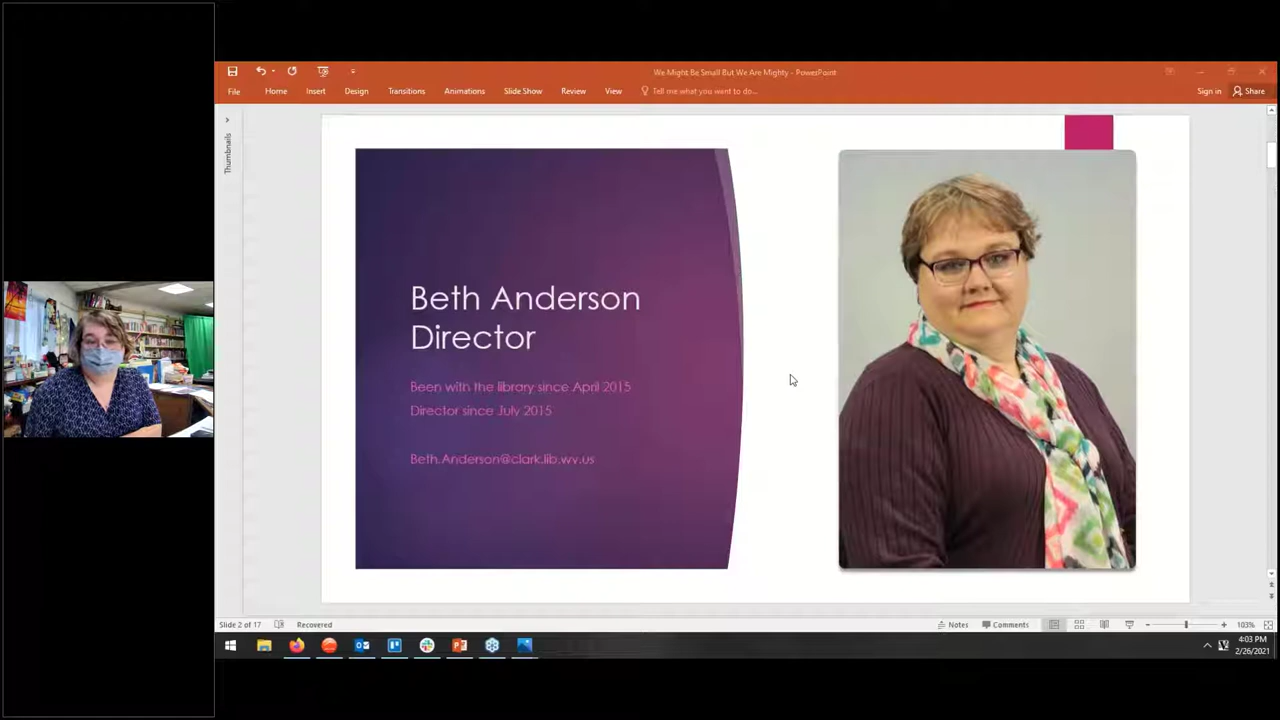 We Might Be Small But We Are Mighty - PowerPoint
File Home Insert Design Transitions Animations Slide Show Review View Tell me what you want to do... Sign in Share
Thumbnails
Beth Anderson
Director
Been with the library since April 2015
Director since July 2015
Beth.Anderson@clark.lib.wv.us
Slide 2 of 17 Recovered Notes Comments 103%
4:03 PM
2/26/2021